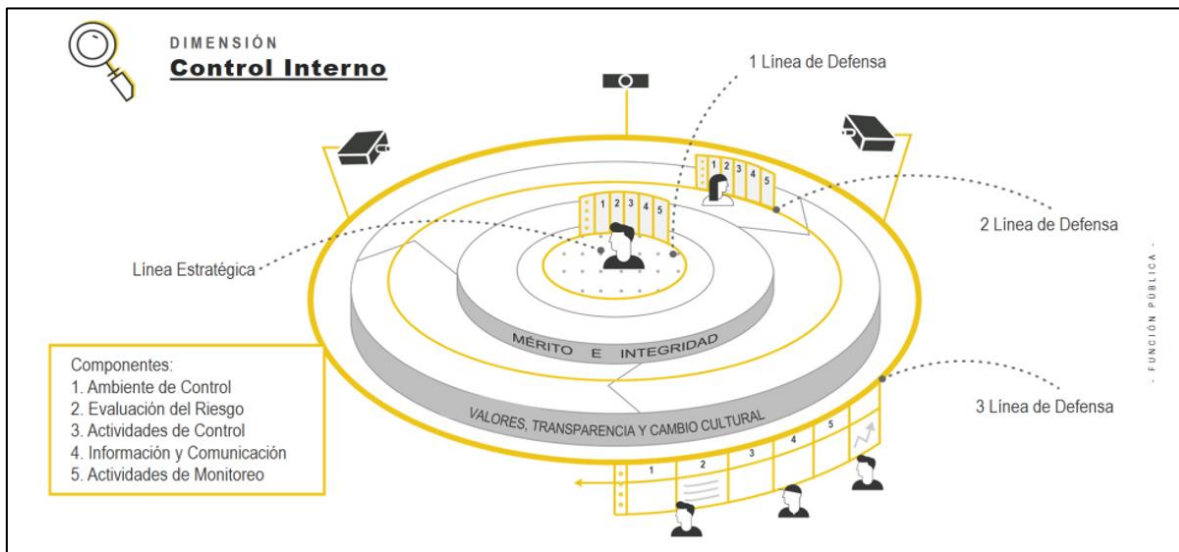 DIMENSIÓN
Control Interno
1 Línea de Defensa
1 2 3 4 5
1 2 3 4 5
2 Línea de Defensa
Línea Estratégica
- FUNCIÓN PÚBLICA -
MÉRITO E INTEGRIDAD
Componentes:
1. Ambiente de Control
2. Evaluación del Riesgo
3. Actividades de Control
4. Información y Comunicación
5. Actividades de Monitoreo
VALORES, TRANSPARENCIA Y CAMBIO CULTURAL
3 Línea de Defensa
1 2 3 4 5